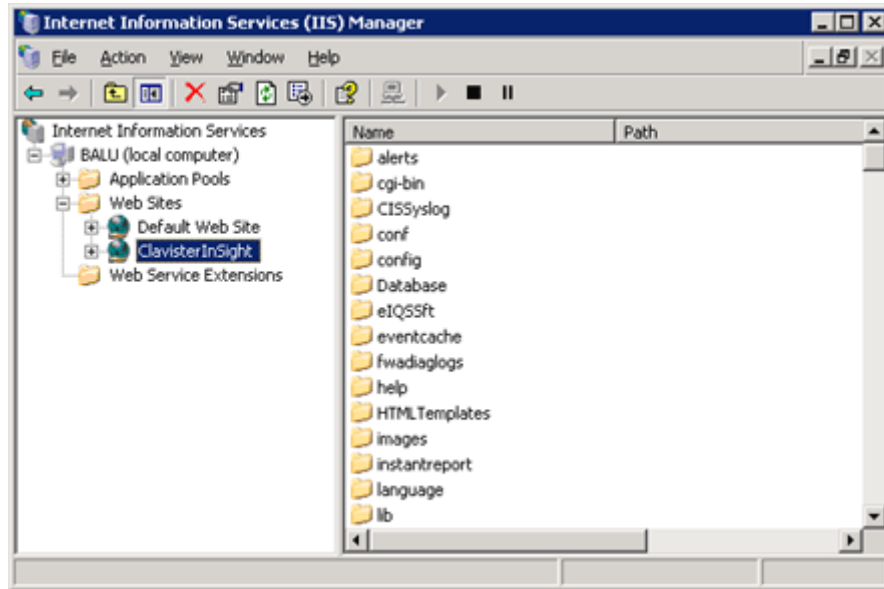 Internet Information Services (IIS) Manager
File Action View Window Help
Internet Information Services
BALU (local computer)
Application Pools
Web Sites
Default Web Site
ClavisterInSight
Web Service Extensions
Name Path
alerts
cgi-bin
CISSyslog
conf
config
Database
eIQSSft
eventcache
fwadiaglogs
help
HTMLTemplates
images
instantreport
language
lib